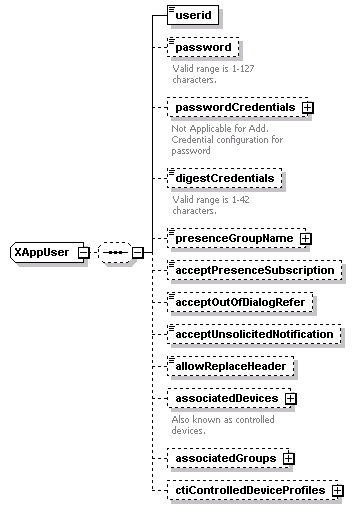 userid
password
Valid range is 1-127
characters.
passwordCredentials
Not Applicable for Add.
Credential configuration for
password
digestCredentials
Valid range is 1-42
characters.
XAppUser
presenceGroupName
acceptPresenceSubscription
acceptOutOfDialogRefer
acceptUnsolicitedNotification
allowReplaceHeader
associatedDevices
Also known as controlled
devices.
associatedGroups
ctiControlledDeviceProfiles